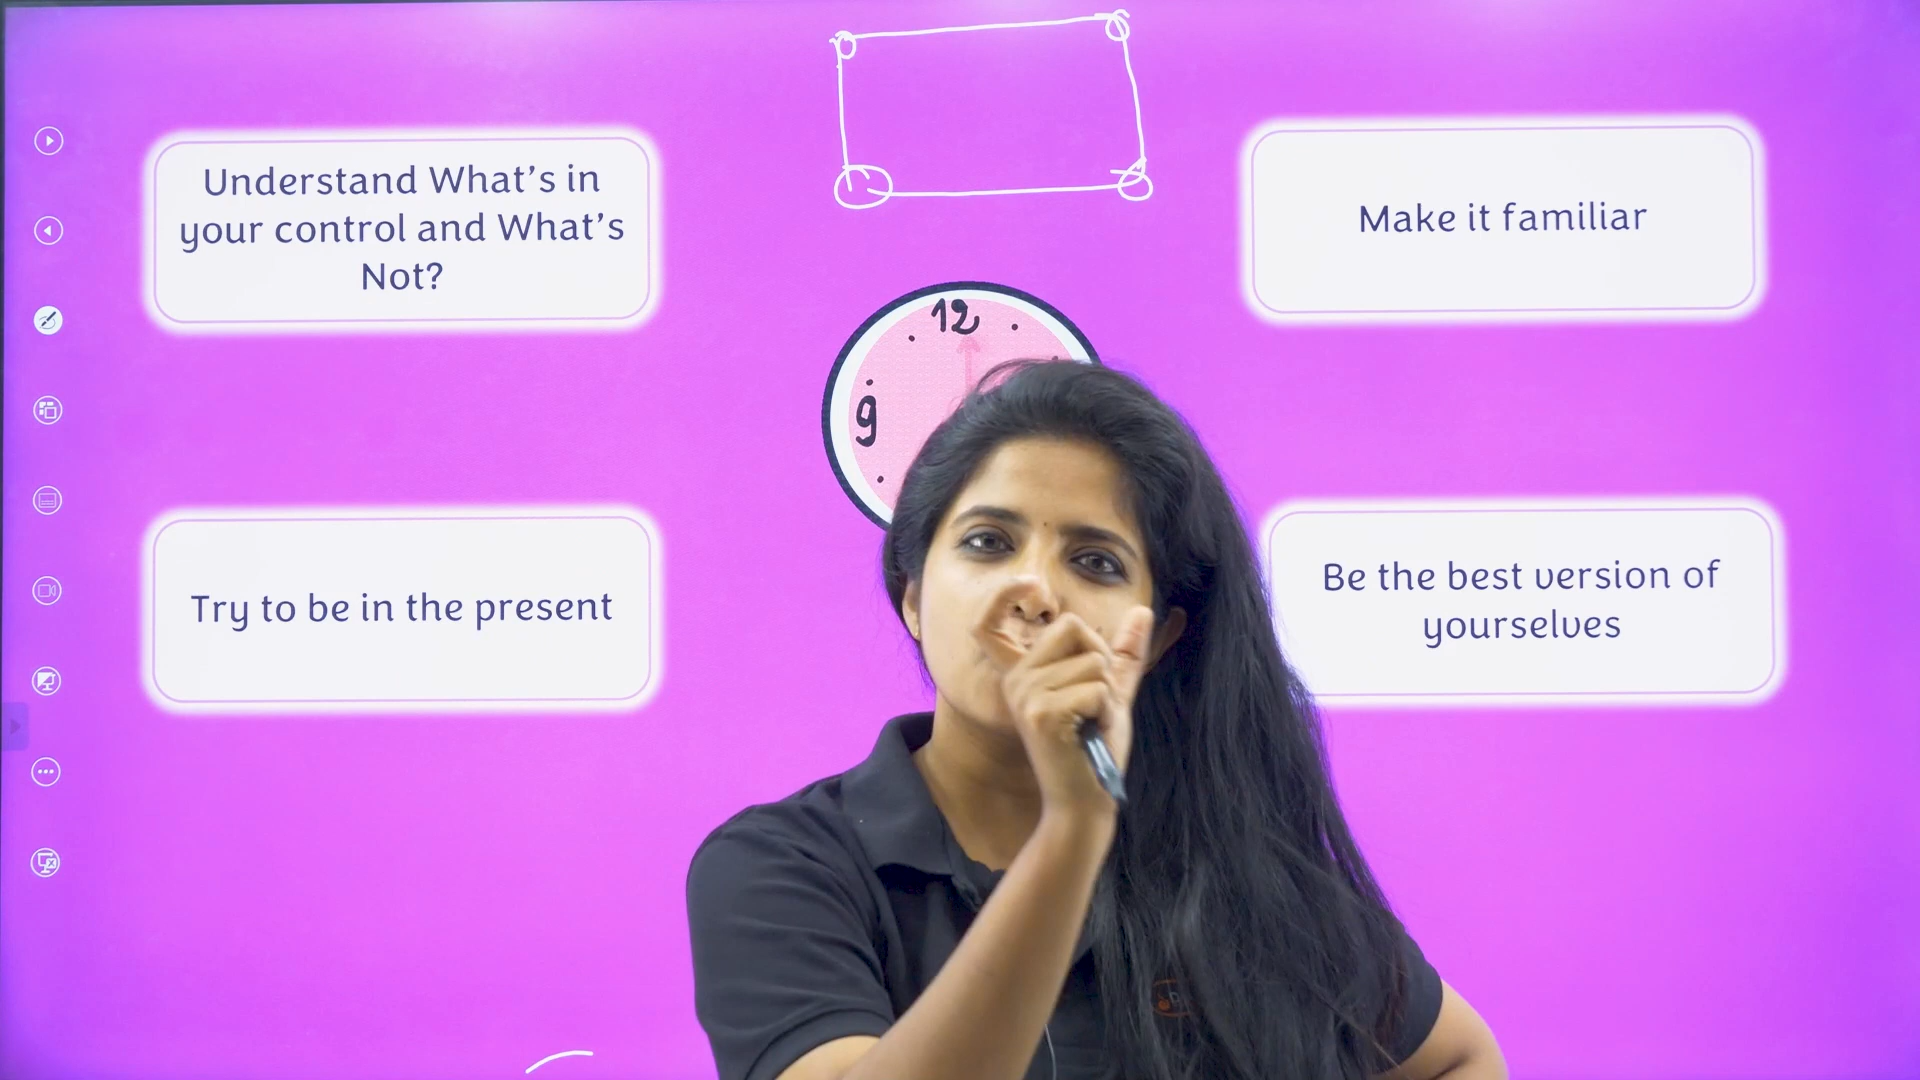 Understand What's in
your control and What's
Not?
Make it familiar
12
9
Try to be in the present
Be the best version of
yourselves